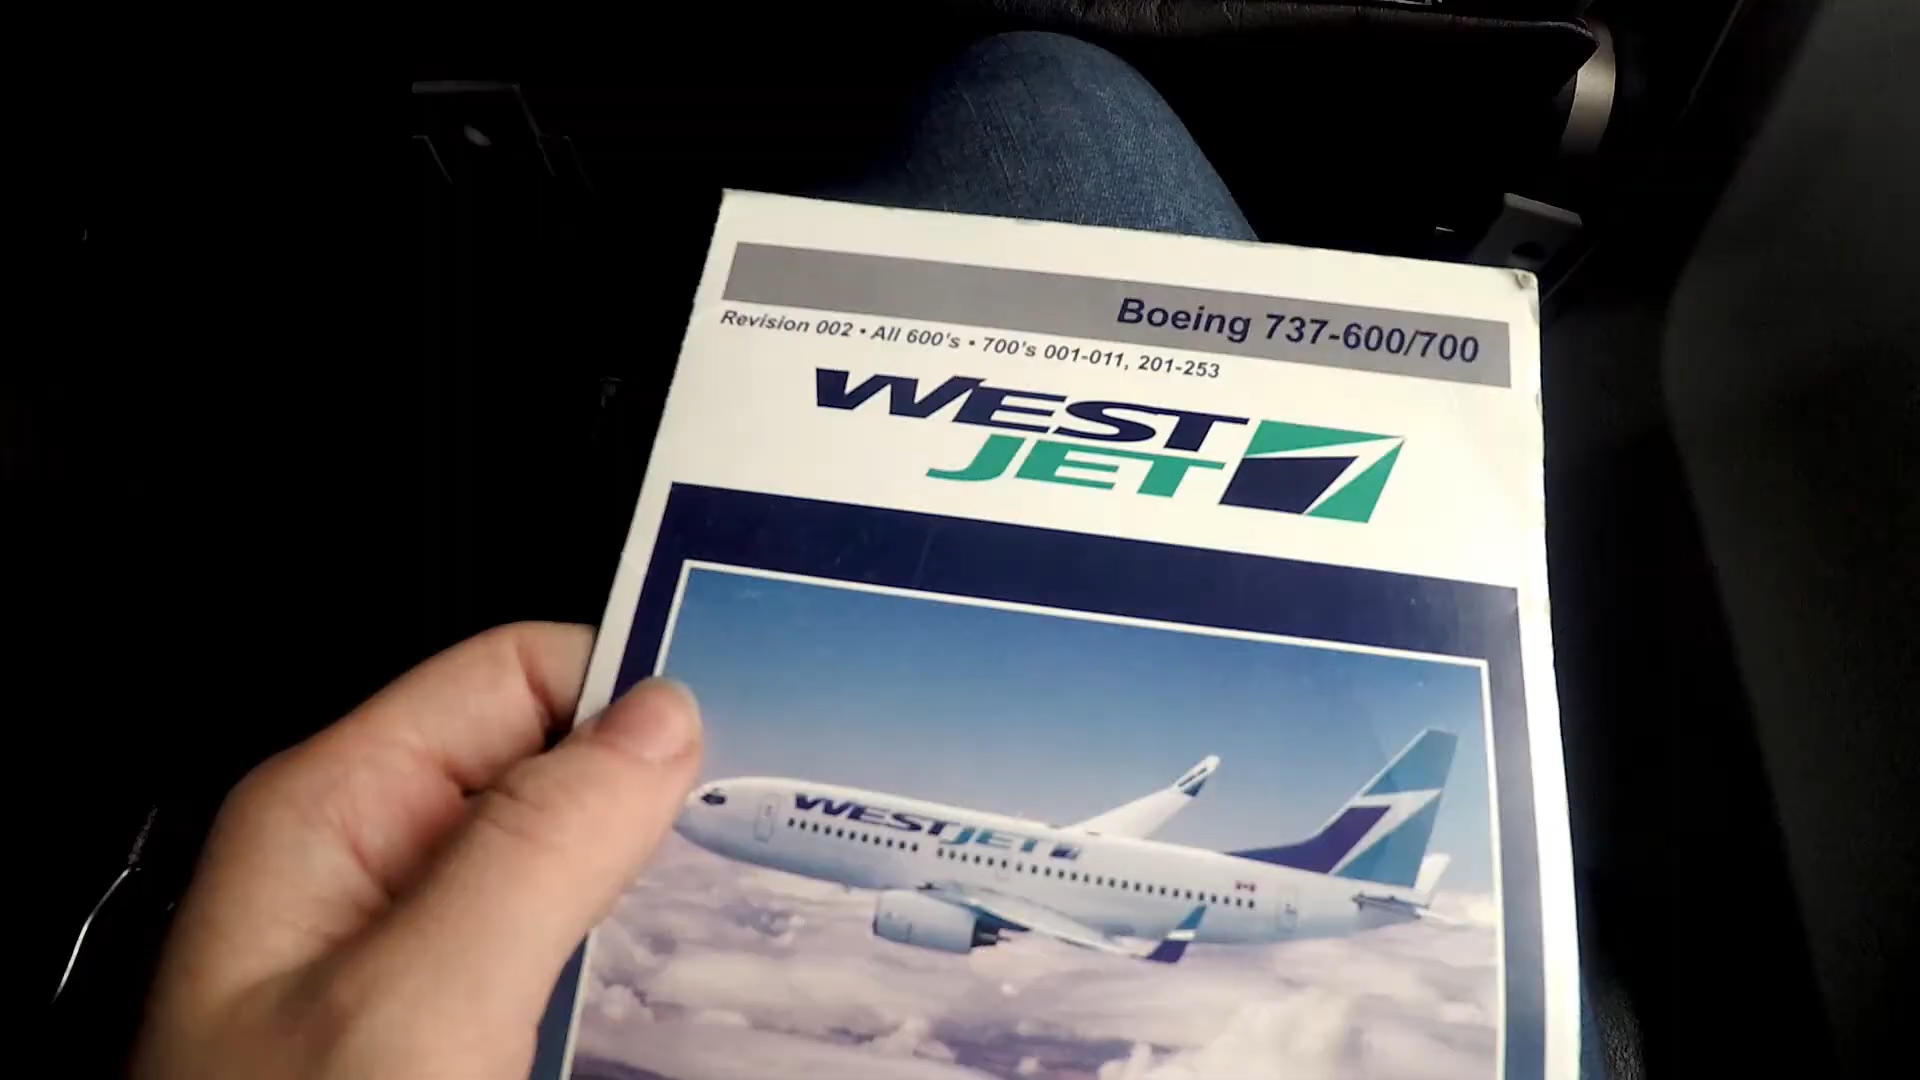 Boeing 737-600/700
Revision 002 • All 600's • 700's 001-011, 201-253
WEST
JET
WESTJET